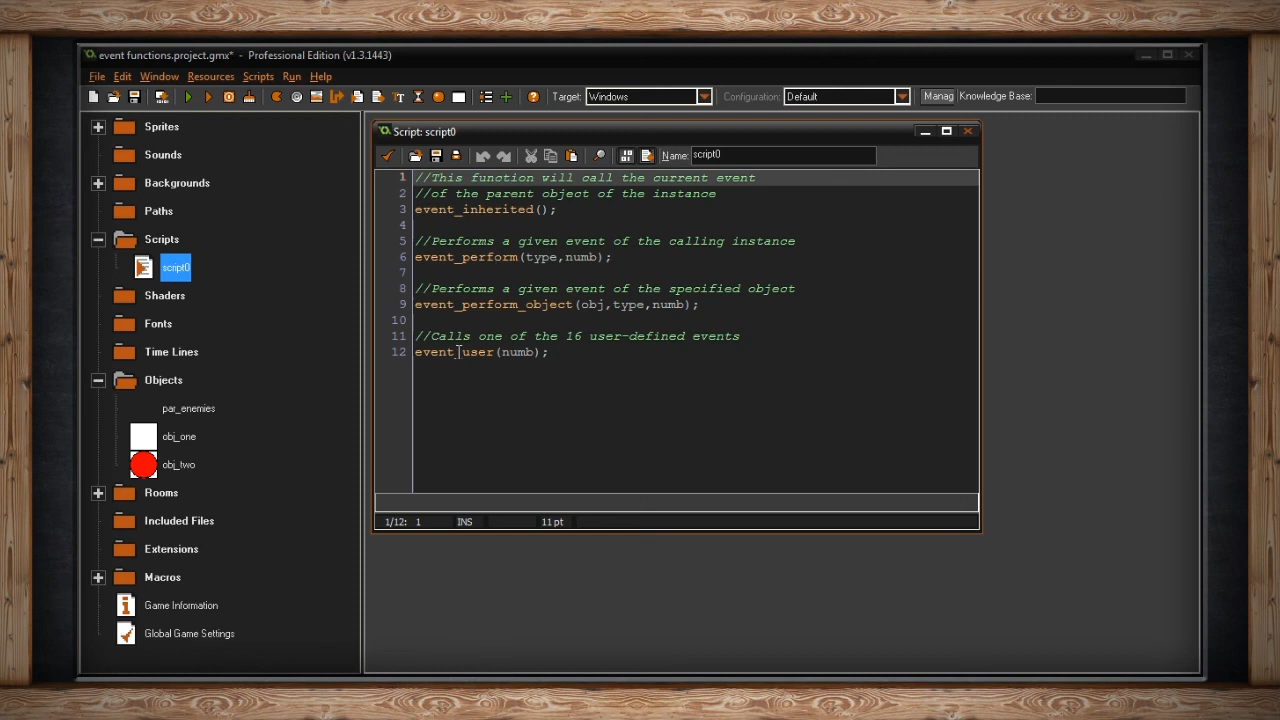 event functions.project.gmx* - Professional Edition (v1.3.1443)
File Edit Window Resources Scripts Run Help
Target: Windows Configuration: Default Manag Knowledge Base:
Sprites
Sounds
Backgrounds
Paths
Scripts
script0
Shaders
Fonts
Time Lines
Objects
par_enemies
obj_one
obj_two
Rooms
Included Files
Extensions
Macros
Game Information
Global Game Settings
Script: script0
Name: script0
1 //This function will call the current event
2 //of the parent object of the instance
3 event_inherited();
4
5 //Performs a given event of the calling instance
6 event_perform(type,numb);
7
8 //Performs a given event of the specified object
9 event_perform_object(obj,type,numb);
10
11 //Calls one of the 16 user-defined events
12 event_user(numb);
1/12: 1 INS 11 pt